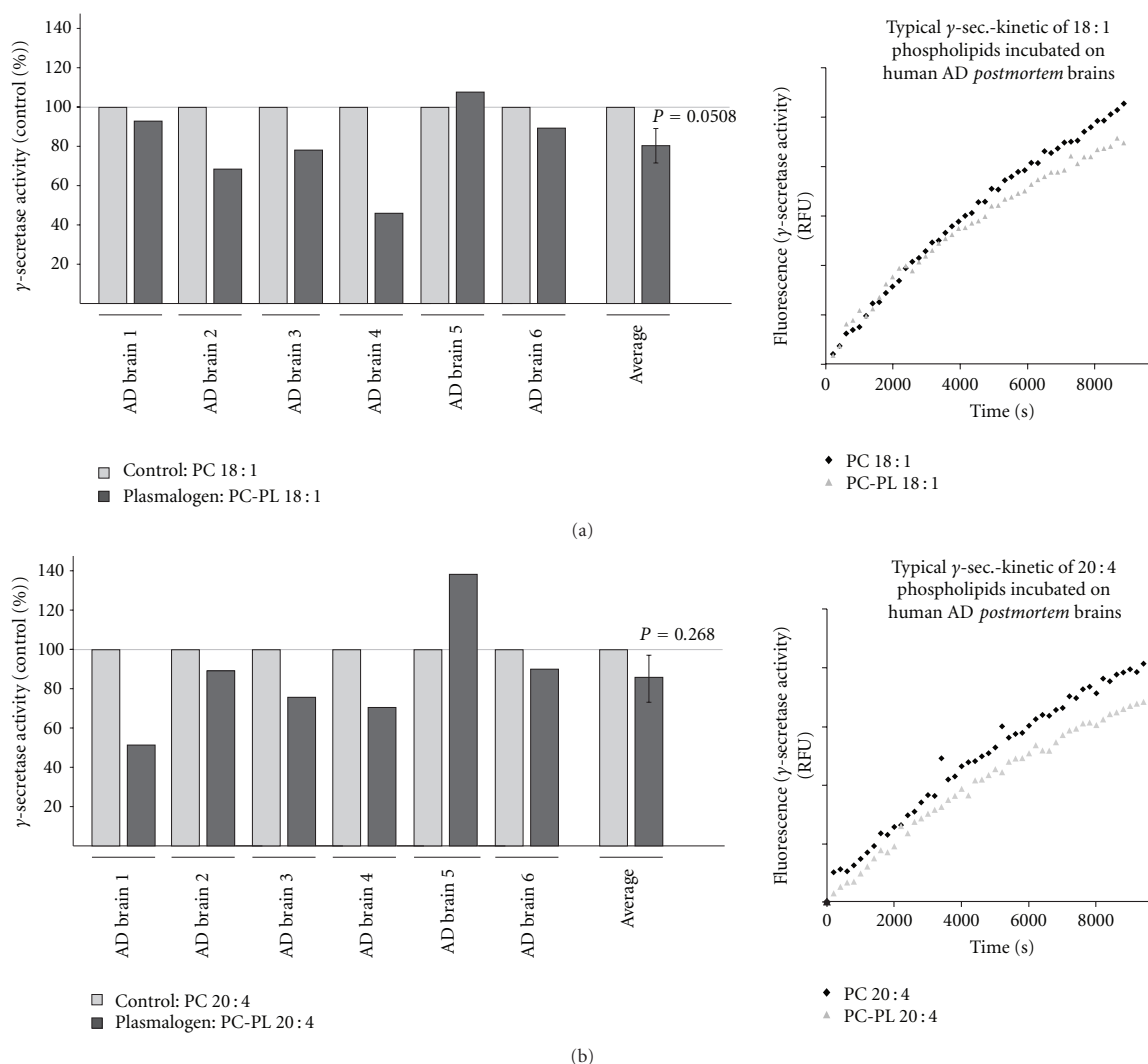 γ-secretase activity (control (%))
140
120
100
80
60
40
20
P = 0.0508
AD brain 1
AD brain 2
AD brain 3
AD brain 4
AD brain 5
AD brain 6
Average
Control: PC 18:1
Plasmalogen: PC-PL 18:1
Typical γ-sec.-kinetic of 18:1
phospholipids incubated on
human AD postmortem brains
Fluorescence (γ-secretase activity)
(RFU)
0
2000
4000
6000
8000
Time (s)
PC 18:1
PC-PL 18:1
(a)
γ-secretase activity (control (%))
140
120
100
80
60
40
20
P = 0.268
AD brain 1
AD brain 2
AD brain 3
AD brain 4
AD brain 5
AD brain 6
Average
Control: PC 20:4
Plasmalogen: PC-PL 20:4
Typical γ-sec.-kinetic of 20:4
phospholipids incubated on
human AD postmortem brains
Fluorescence (γ-secretase activity)
(RFU)
0
2000
4000
6000
8000
Time (s)
PC 20:4
PC-PL 20:4
(b)